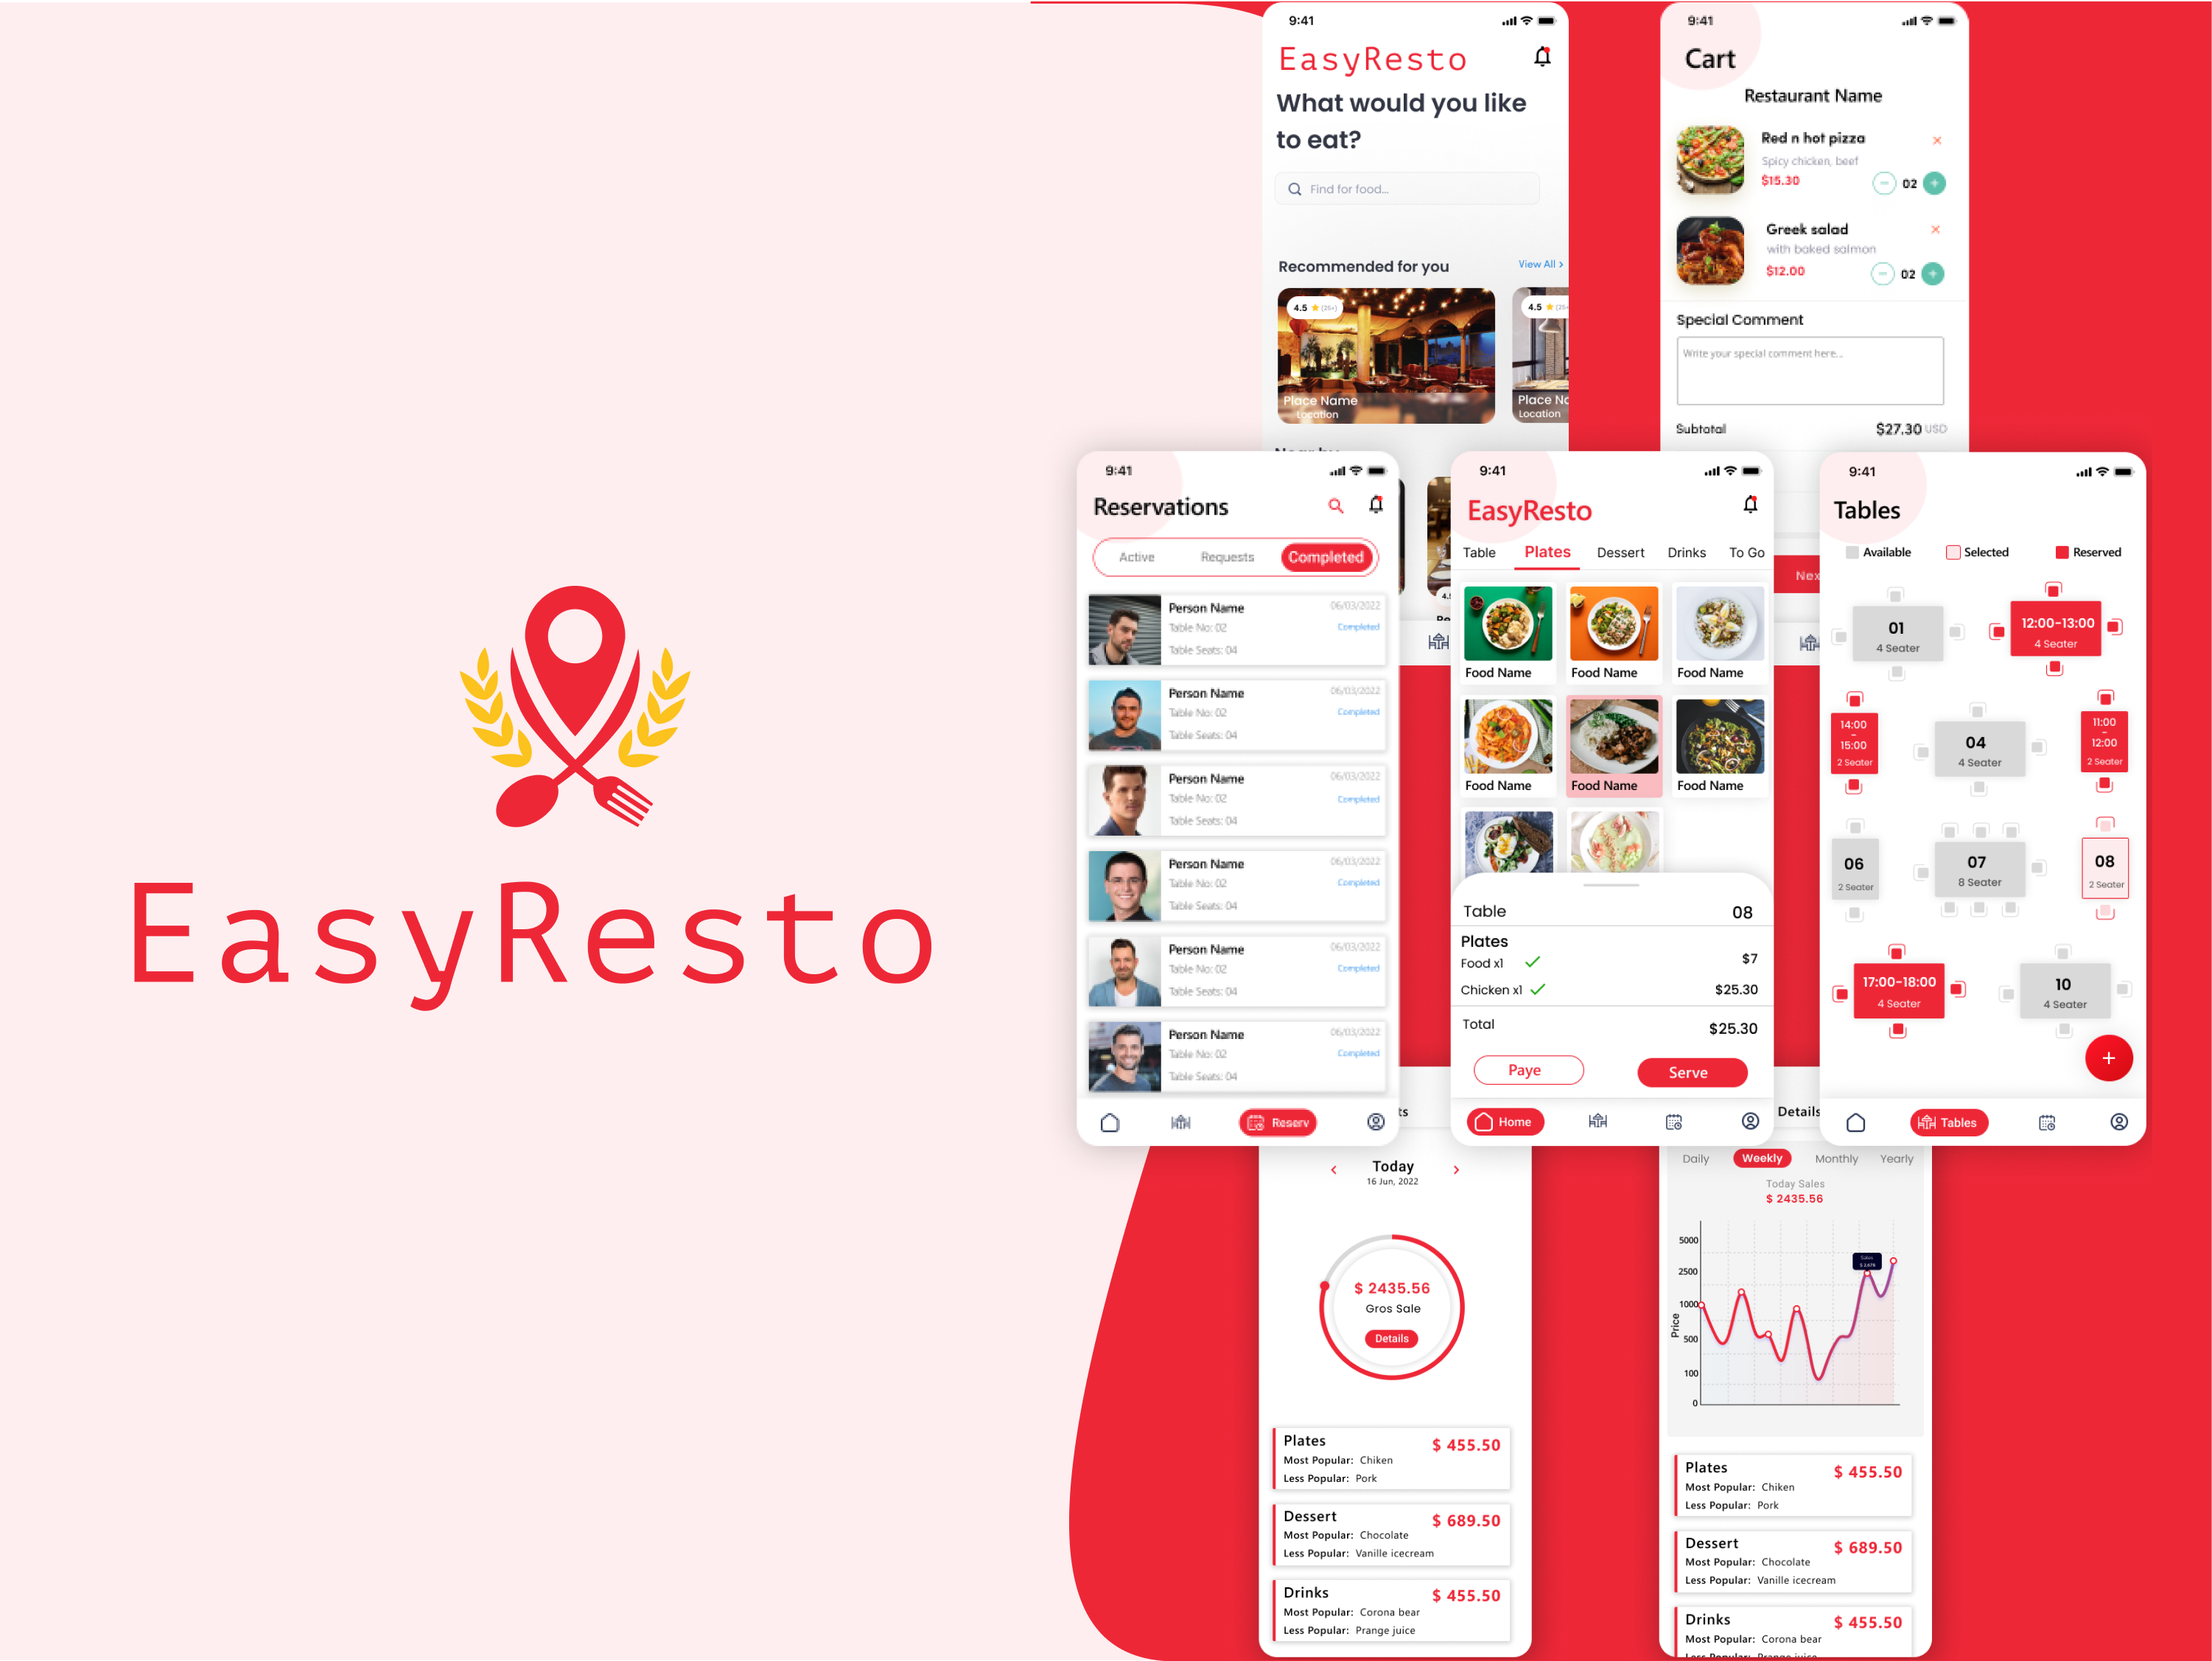 EasyResto
9:41
EasyResto
What would you like
to eat?
Find for food...
Recommended for you
View All >
4.5 (25+)
Place Name
Location
4.5
Place
Location
9:41
Cart
Restaurant Name
Red n hot pizza
Spicy chicken, beef
$15.30
02
Greek salad
with baked salmon
$12.00
02
Special Comment
Write your special comment here...
Subtotal
$27.30 USD
9:41
Reservations
Active
Requests
Completed
Person Name
06/03/2022
Table No: 02
Completed
Table Seats: 04
Person Name
06/03/2022
Table No: 02
Completed
Table Seats: 04
Person Name
06/03/2022
Table No: 02
Completed
Table Seats: 04
Person Name
06/03/2022
Table No: 02
Completed
Table Seats: 04
Person Name
06/03/2022
Table No: 02
Completed
Table Seats: 04
Person Name
06/03/2022
Table No: 02
Completed
Table Seats: 04
Reserv
9:41
EasyResto
Table
Plates
Dessert
Drinks
To Go
Food Name
Food Name
Food Name
Food Name
Food Name
Food Name
Table
08
Plates
Food x1
$7
Chicken x1
$25.30
Total
$25.30
Paye
Serve
Home
9:41
Tables
Available
Selected
Reserved
01
4 Seater
12:00-13:00
4 Seater
14:00
-
15:00
2 Seater
04
4 Seater
11:00
-
12:00
2 Seater
06
2 Seater
07
8 Seater
08
2 Seater
17:00-18:00
4 Seater
10
4 Seater
+
Tables
Today
16 Jun, 2022
$ 2435.56
Gros Sale
Details
Plates
$ 455.50
Most Popular: Chiken
Less Popular: Pork
Dessert
$ 689.50
Most Popular: Chocolate
Less Popular: Vanille icecream
Drinks
$ 455.50
Most Popular: Corona bear
Less Popular: Prange juice
Details
Daily
Weekly
Monthly
Yearly
Today Sales
$ 2435.56
Price
5000
2500
1000
500
100
0
Sales
Plates
$ 455.50
Most Popular: Chiken
Less Popular: Pork
Dessert
$ 689.50
Most Popular: Chocolate
Less Popular: Vanille icecream
Drinks
$ 455.50
Most Popular: Corona bear